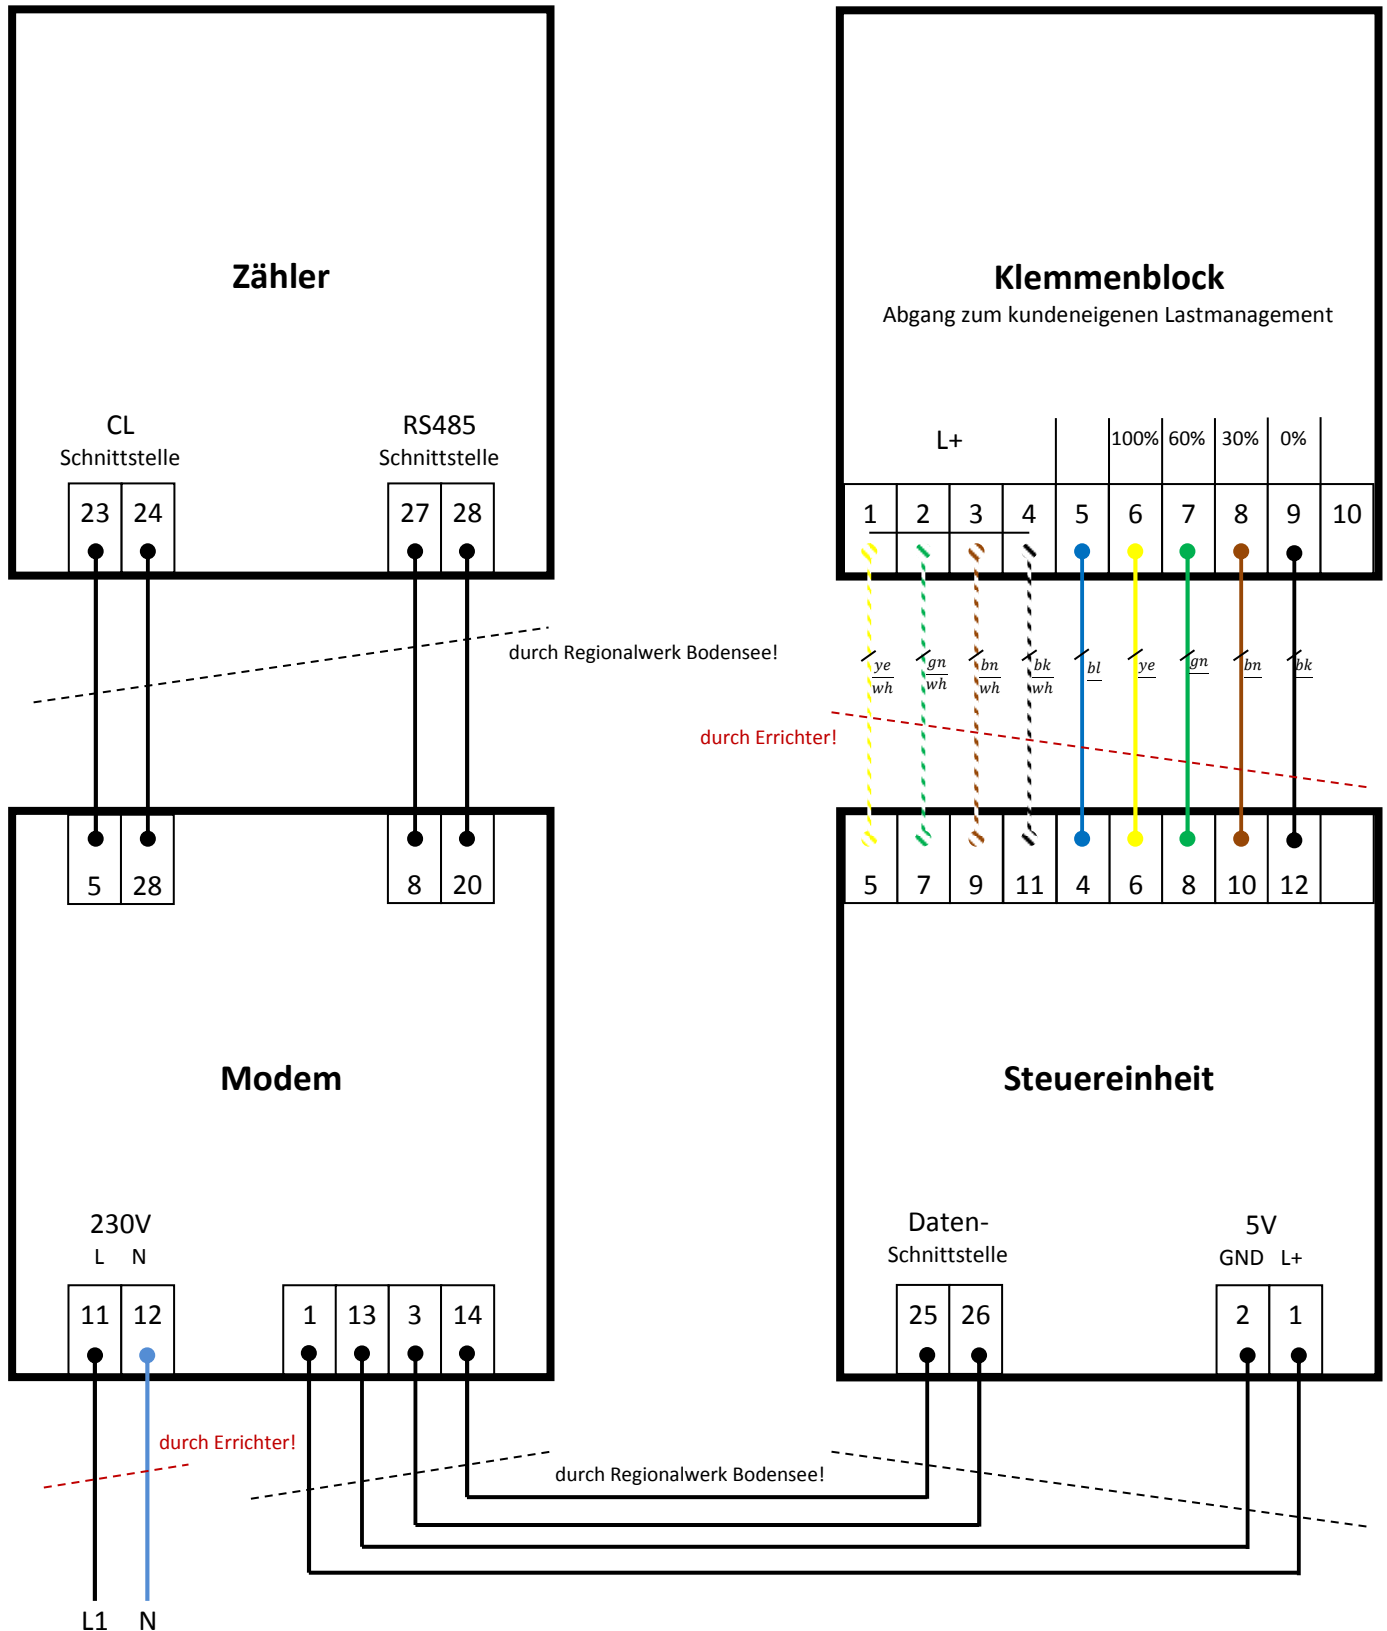 Zähler
CL
Schnittstelle
RS485
Schnittstelle
23 24
27 28
Klemmenblock
Abgang zum kundeneigenen Lastmanagement
L+
100% 60% 30% 0%
1 2 3 4 5 6 7 8 9 10
durch Regionalwerk Bodensee!
ye
wh
gn
wh
bn
wh
bk
wh
bl
ye
gn
bn
bk
durch Errichter!
5 28
8 20
Modem
230V
L N
11 12
1 13 3 14
5 7 9 11 4 6 8 10 12
Steuereinheit
Daten-
Schnittstelle
5V
GND L+
25 26
2 1
durch Errichter!
durch Regionalwerk Bodensee!
L1 N